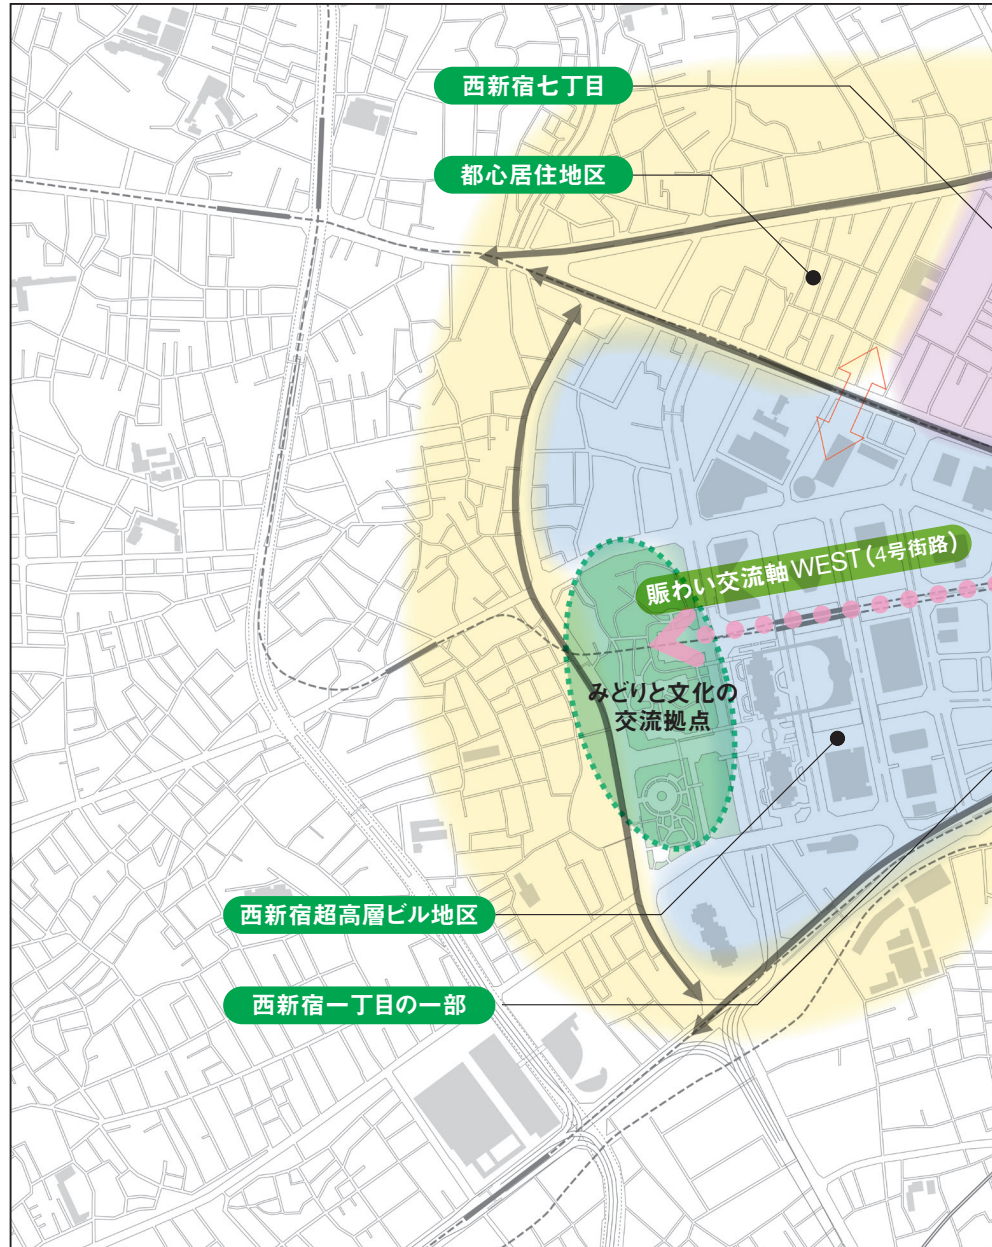 西新宿七丁目
都心居住地区
賑わい交流軸WEST(4号街路)
みどりと文化の
交流拠点
西新宿超高層ビル地区
西新宿一丁目の一部